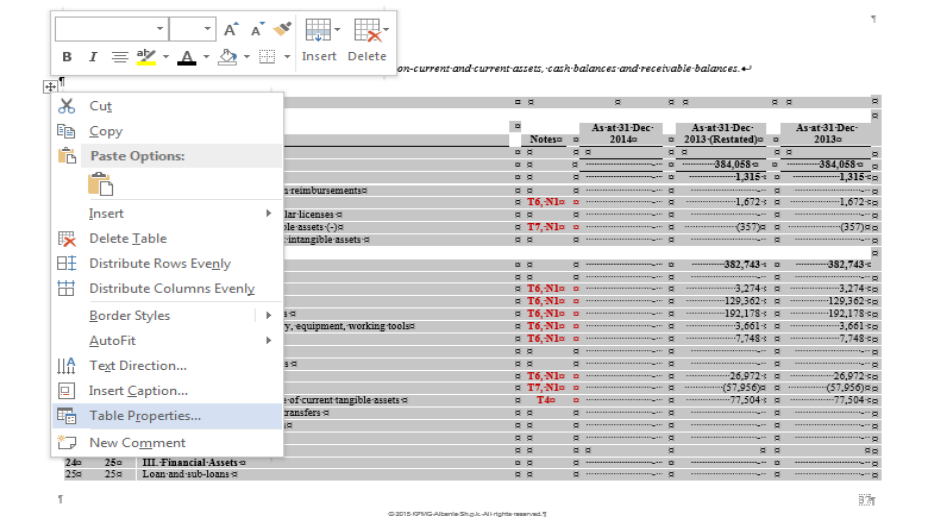 A A
B I ab A Insert Delete
on-current and current assets, cash balances and receivable balances.
Cut
Copy
Paste Options:
Insert
Delete Table
Distribute Rows Evenly
Distribute Columns Evenly
Border Styles
AutoFit
Text Direction...
Insert Caption...
Table Properties...
New Comment
As at 31 Dec As at 31 Dec As at 31 Dec
Notes 2014 2013 (Restated) 2013
- 384,058 384,058
- 1,315 1,315
n reimbursements - - -
T6, N1 - 1,672 1,672
lar licenses - - -
ble assets (-) T7, N1 - (357) (357)
intangible assets - - -
- 382,743 382,743
- - -
T6, N1 - 3,274 3,274
T6, N1 - 129,362 129,362
s T6, N1 - 192,178 192,178
y, equipment, working tools T6, N1 - 3,661 3,661
T6, N1 - 7,748 7,748
- - -
s - - -
T6, N1 - 26,972 26,972
T7, N1 - (57,956) (57,956)
s of current tangible assets T4 - 77,504 77,504
transfers - - -
24 25 III. Financial Assets - - -
25 25 Loan and sub-loans - - -
© 2015 KPMG Albania Sh.p.k. All rights reserved.